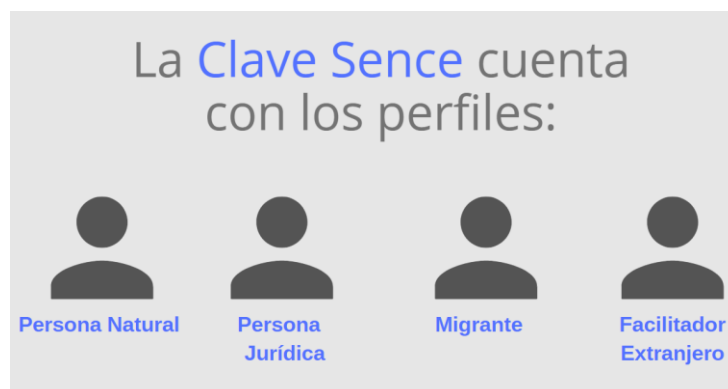 La Clave Sence cuenta
con los perfiles:
Persona Natural
Persona
Jurídica
Migrante
Facilitador
Extranjero